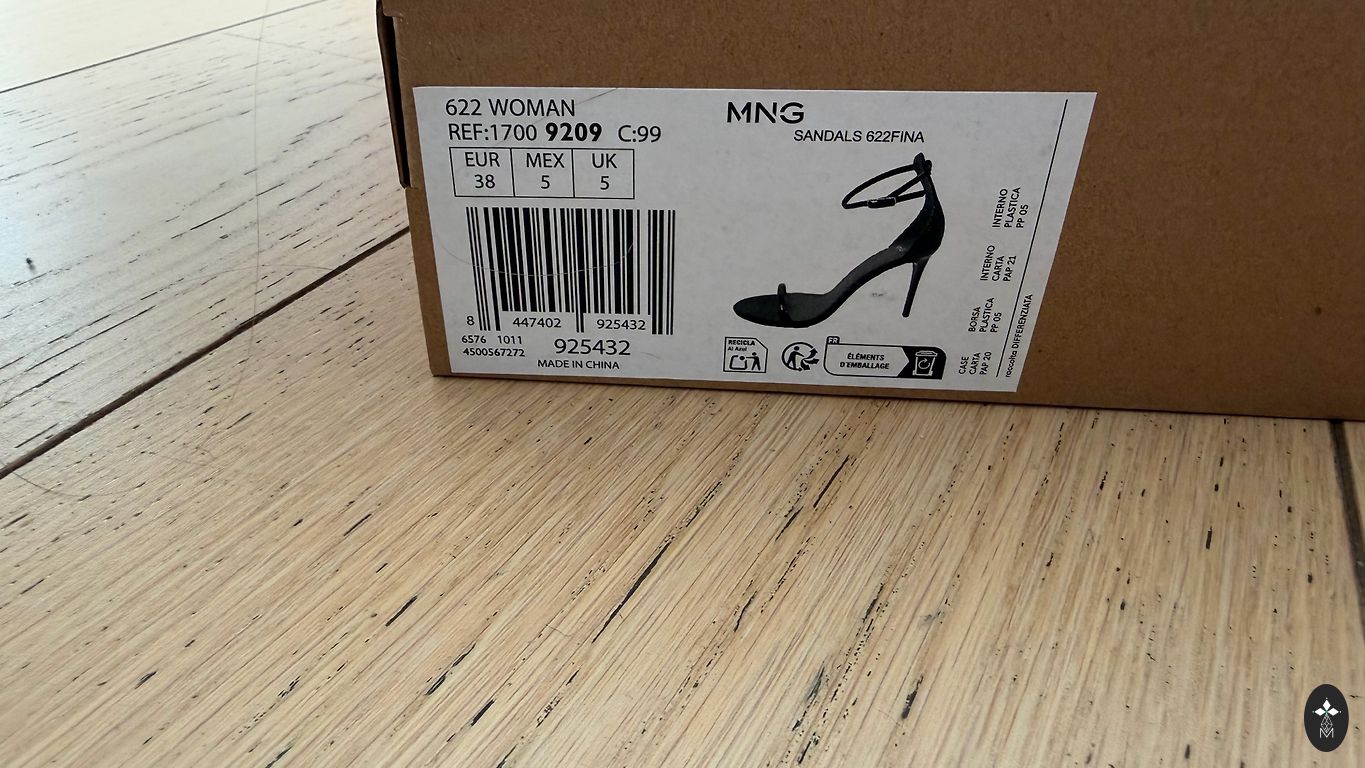 622 WOMAN
REF:1700 9209 C:99
EUR MEX UK
38 5 5
8 447402 925432
6576 1011
4500567272
925432
MADE IN CHINA
MNG
SANDALS 622FINA
RECICLA
Al Azul
FR
ÉLÉMENTS
D'EMBALLAGE
CASE
CARTA
PAP 20
BORSA
PLASTICA
PP 05
INTERNO
CARTA
PAP 21
INTERNO
PLASTICA
PP 05
raccolta DIFFERENZIATA
M